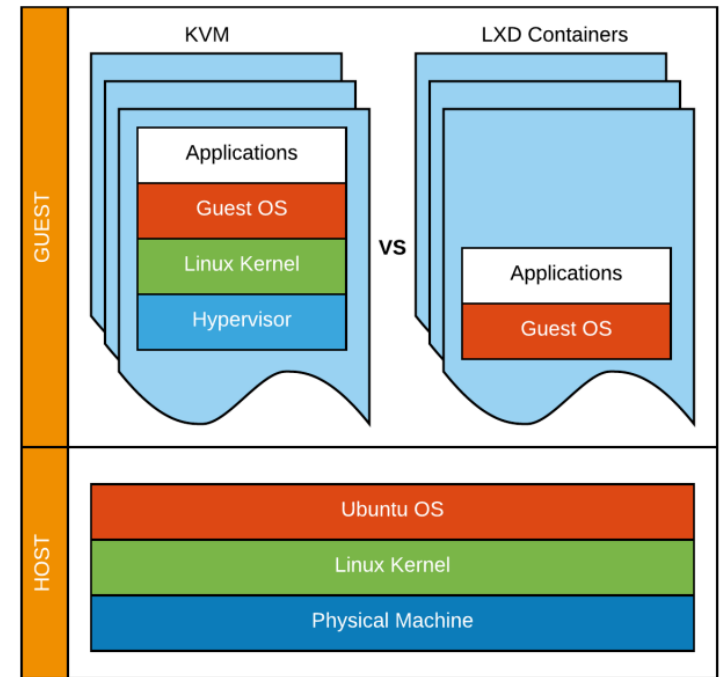 KVM
LXD Containers
GUEST
Applications
Guest OS
Linux Kernel
Hypervisor
VS
Applications
Guest OS
HOST
Ubuntu OS
Linux Kernel
Physical Machine